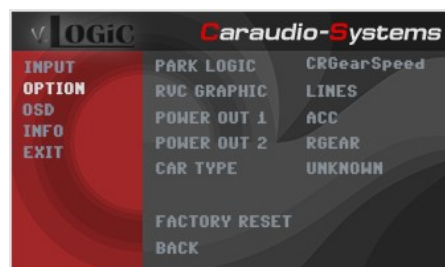 v.LOGiC Caraudio-Systems
INPUT
OPTION
OSD
INFO
EXIT
PARK LOGIC CRGearSpeed
RVC GRAPHIC LINES
POWER OUT 1 ACC
POWER OUT 2 RGEAR
CAR TYPE UNKNOWN
FACTORY RESET
BACK